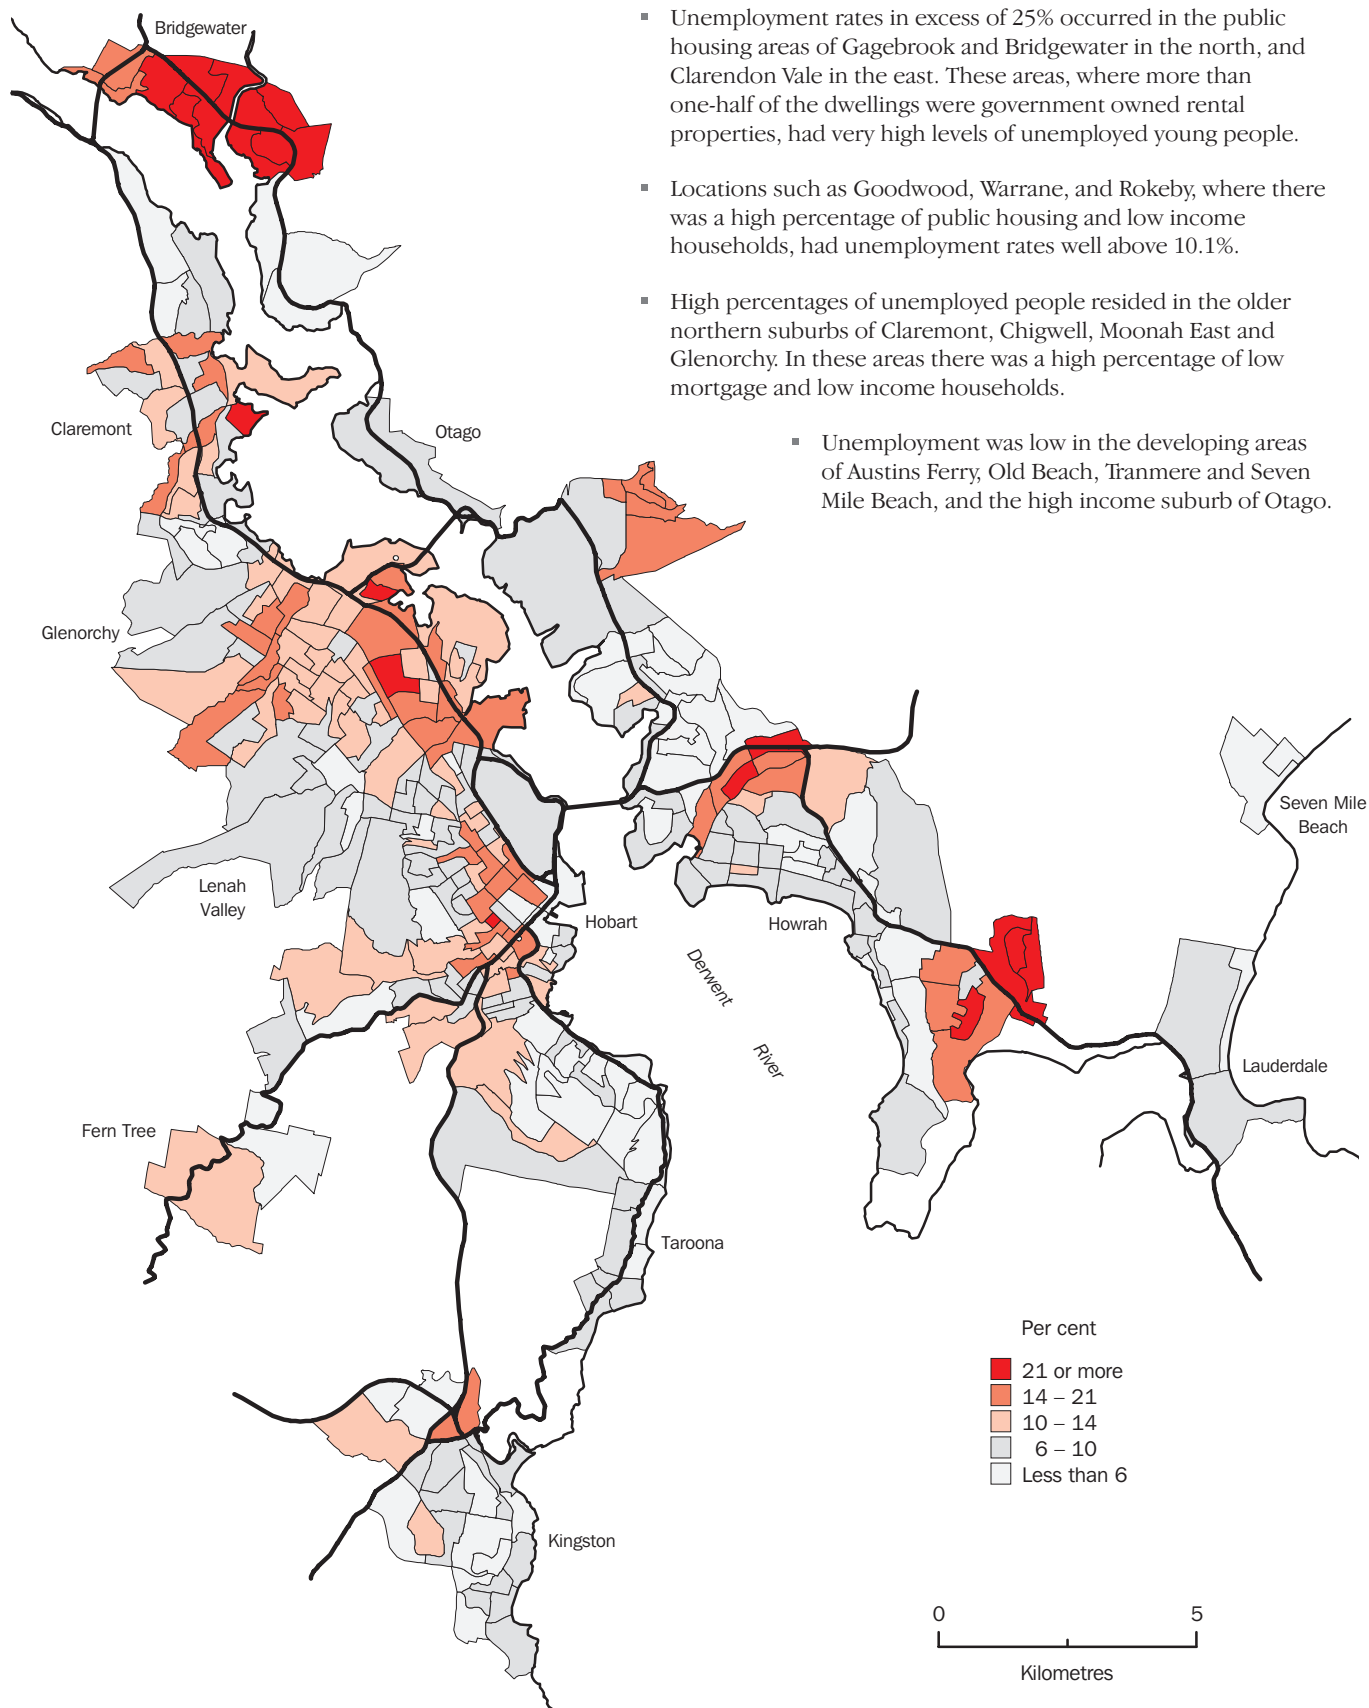 ▪ Unemployment rates in excess of 25% occurred in the public
housing areas of Gagebrook and Bridgewater in the north, and
Clarendon Vale in the east. These areas, where more than
one-half of the dwellings were government owned rental
properties, had very high levels of unemployed young people.
▪ Locations such as Goodwood, Warrane, and Rokeby, where there
was a high percentage of public housing and low income
households, had unemployment rates well above 10.1%.
▪ High percentages of unemployed people resided in the older
northern suburbs of Claremont, Chigwell, Moonah East and
Glenorchy. In these areas there was a high percentage of low
mortgage and low income households.
▪ Unemployment was low in the developing areas
of Austins Ferry, Old Beach, Tranmere and Seven
Mile Beach, and the high income suburb of Otago.
Bridgewater
Claremont
Otago
Glenorchy
Seven Mile
Beach
Lenah
Valley
Hobart
Howrah
Derwent
River
Lauderdale
Fern Tree
Taroona
Kingston
Per cent
21 or more
14 – 21
10 – 14
6 – 10
Less than 6
0 5
Kilometres